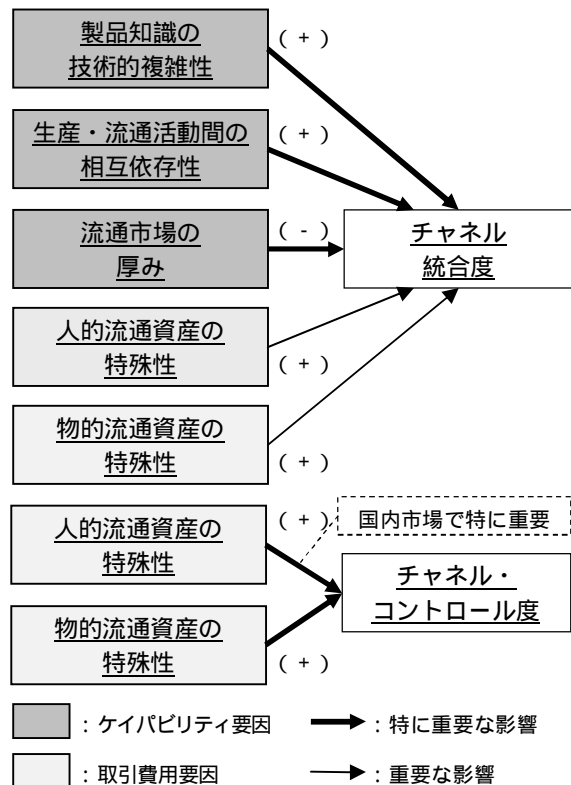 製品知識の
技術的複雑性
( + )
生産・流通活動間の
相互依存性
( + )
流通市場の
厚み
( - )
チャネル
統合度
人的流通資産の
特殊性
( + )
物的流通資産の
特殊性
( + )
人的流通資産の
特殊性
( + )
国内市場で特に重要
チャネル・
コントロール度
物的流通資産の
特殊性
( + )
：ケイパビリティ要因
：特に重要な影響
：取引費用要因
：重要な影響